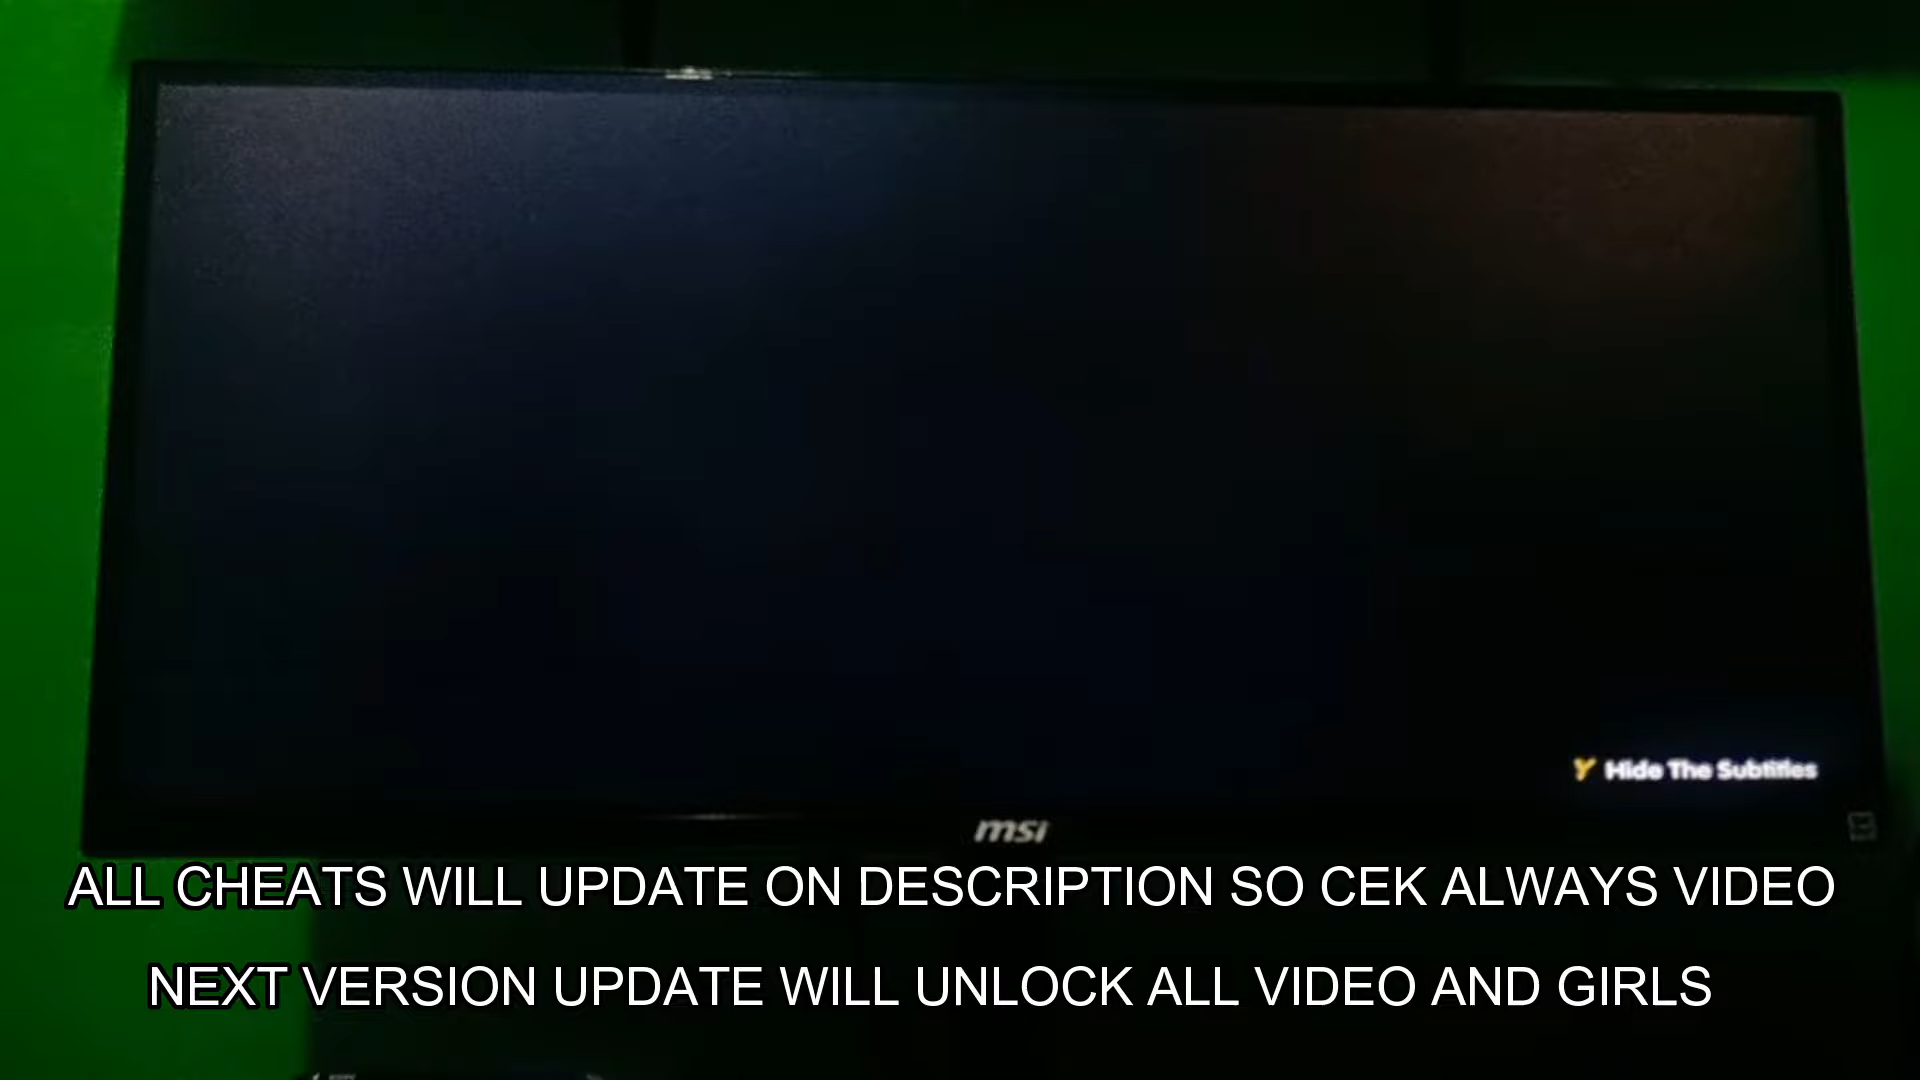 Y Hide The Subtitles
msi
ALL CHEATS WILL UPDATE ON DESCRIPTION SO CEK ALWAYS VIDEO
NEXT VERSION UPDATE WILL UNLOCK ALL VIDEO AND GIRLS